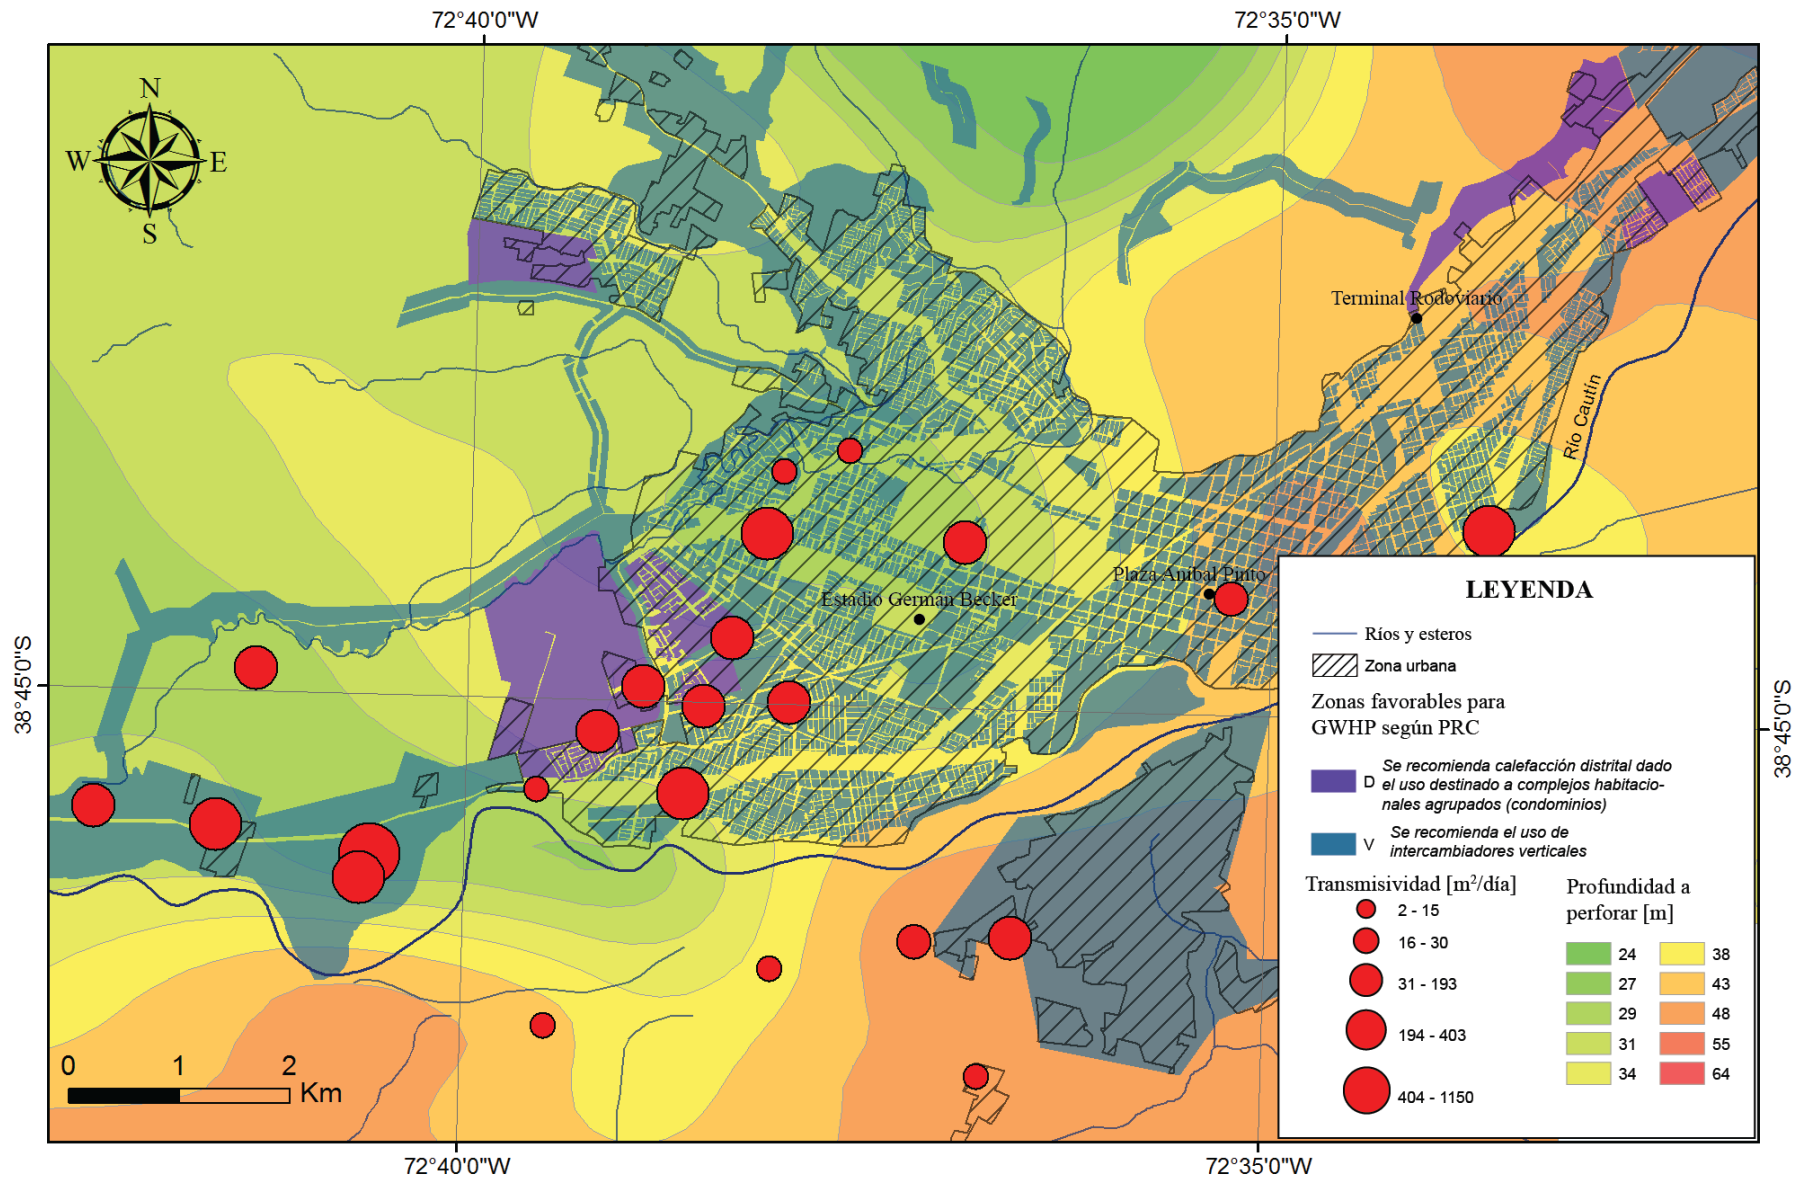 72°40'0"W
72°35'0"W
N
W
E
S
Terminal Rodoviario
Río Cautín
Plaza Anibal Pinto
Estadio German Becker
38°45'0"S
38°45'0"S
LEYENDA
Ríos y esteros
Zona urbana
Zonas favorables para
GWHP según PRC
D
Se recomienda calefacción distrital dado
el uso destinado a complejos habitacio-
nales agrupados (condominios)
V
Se recomienda el uso de
intercambiadores verticales
Transmisividad [m²/día]
2 - 15
16 - 30
31 - 193
194 - 403
404 - 1150
Profundidad a
perforar [m]
24
27
29
31
34
38
43
48
55
64
0 1 2
Km
72°40'0"W
72°35'0"W